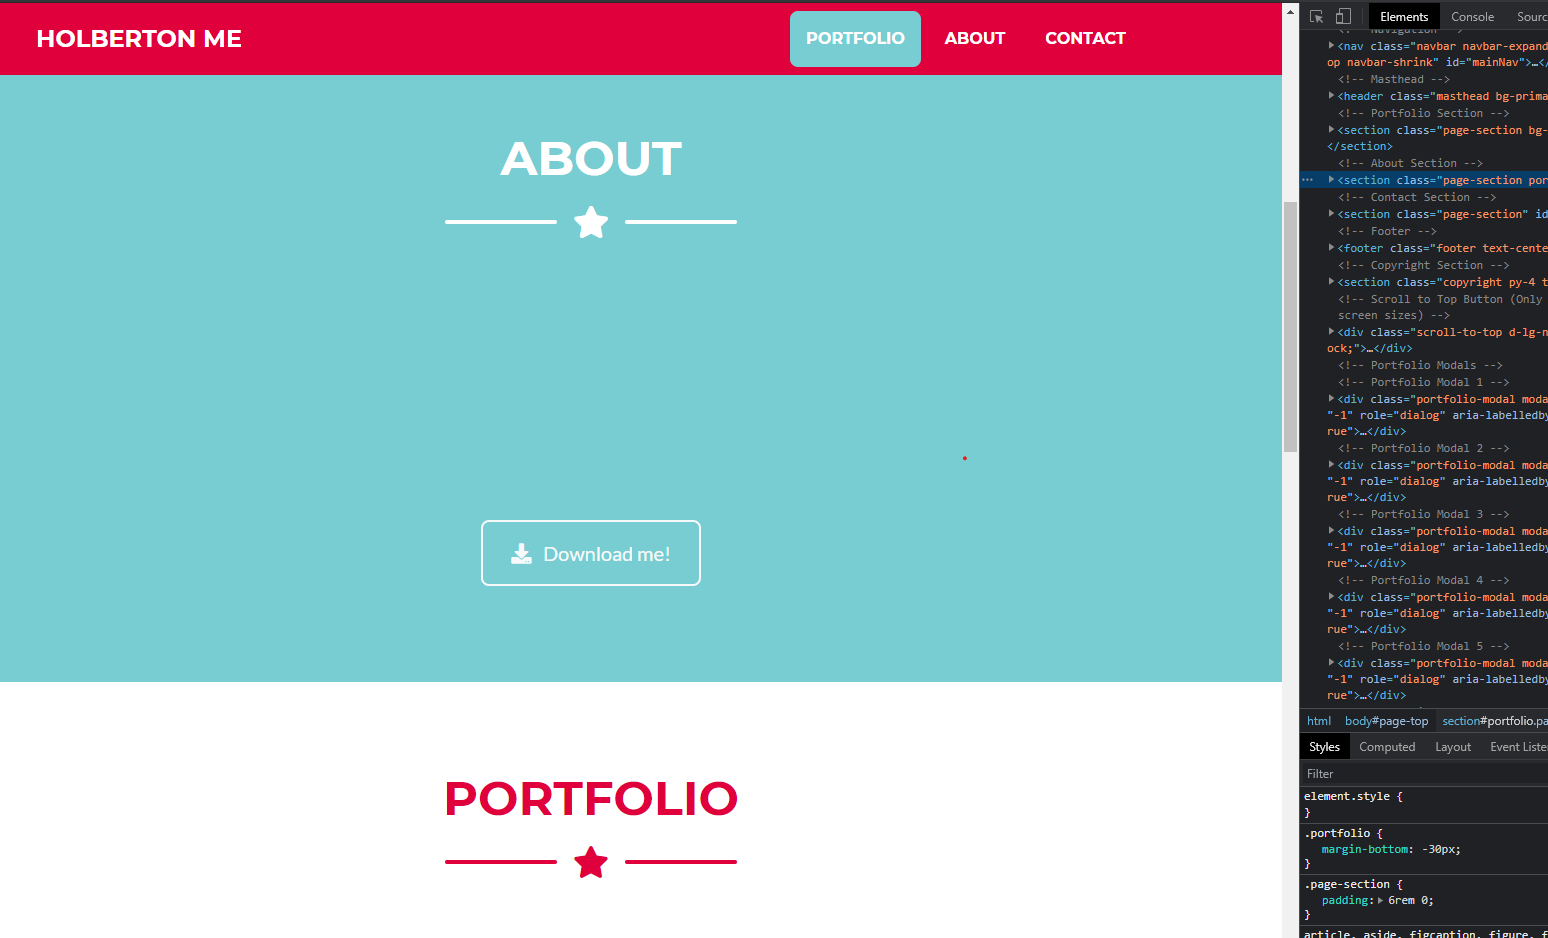 HOLBERTON ME
PORTFOLIO ABOUT CONTACT
ABOUT
Download me!
PORTFOLIO
Elements Console Sourc
<!-- Navigation -->
<nav class="navbar navbar-expand
op navbar-shrink" id="mainNav">…</
<!-- Masthead -->
<header class="masthead bg-prima
<!-- Portfolio Section -->
<section class="page-section bg-
</section>
<!-- About Section -->
<section class="page-section por
<!-- Contact Section -->
<section class="page-section" id
<!-- Footer -->
<footer class="footer text-cente
<!-- Copyright Section -->
<section class="copyright py-4 t
<!-- Scroll to Top Button (Only
screen sizes) -->
<div class="scroll-to-top d-lg-n
ock;">…</div>
<!-- Portfolio Modals -->
<!-- Portfolio Modal 1 -->
<div class="portfolio-modal moda
"-1" role="dialog" aria-labelledby
rue">…</div>
<!-- Portfolio Modal 2 -->
<div class="portfolio-modal moda
"-1" role="dialog" aria-labelledby
rue">…</div>
<!-- Portfolio Modal 3 -->
<div class="portfolio-modal moda
"-1" role="dialog" aria-labelledby
rue">…</div>
<!-- Portfolio Modal 4 -->
<div class="portfolio-modal moda
"-1" role="dialog" aria-labelledby
rue">…</div>
<!-- Portfolio Modal 5 -->
<div class="portfolio-modal moda
"-1" role="dialog" aria-labelledby
rue">…</div>
html body#page-top section#portfolio.pa
Styles Computed Layout Event Liste
Filter
element.style {
}
.portfolio {
margin-bottom: -30px;
}
.page-section {
padding: 6rem 0;
}
article, aside, figcaption, figure, f